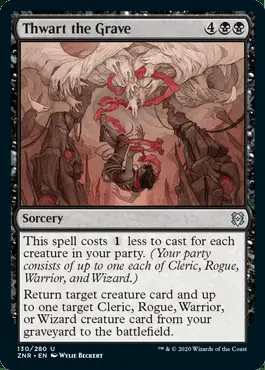 Thwart the Grave 4
Sorcery
This spell costs 1 less to cast for each
creature in your party. (Your party
consists of up to one each of Cleric, Rogue,
Warrior, and Wizard.)
Return target creature card and up
to one target Cleric, Rogue, Warrior,
or Wizard creature card from your
graveyard to the battlefield.
130/280 U
ZNR • EN WYLIE BECKERT ™ & © 2020 Wizards of the Coast